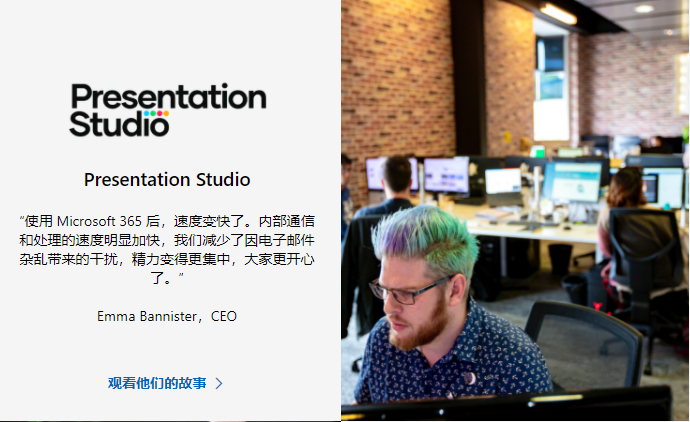 Presentation
Studio
Presentation Studio
“使用 Microsoft 365 后，速度变快了。内部通信
和处理的速度明显加快，我们减少了因电子邮件
杂乱带来的干扰，精力变得更集中，大家更开心
了。”
Emma Bannister，CEO
观看他们的故事